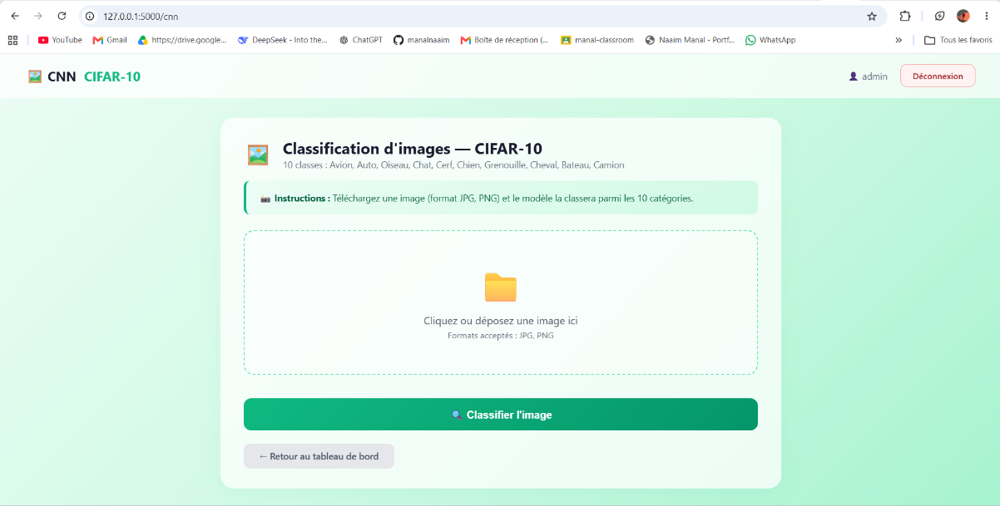 127.0.0.1:5000/cnn
YouTube Gmail https://drive.google... DeepSeek - Into the... ChatGPT manalnaaim Boîte de réception (... manal-classroom Naaim Manal - Portf... WhatsApp » Tous les favoris
CNN CIFAR-10 admin Déconnexion
Classification d'images — CIFAR-10
10 classes : Avion, Auto, Oiseau, Chat, Cerf, Chien, Grenouille, Cheval, Bateau, Camion
Instructions : Téléchargez une image (format JPG, PNG) et le modèle la classera parmi les 10 catégories.
Cliquez ou déposez une image ici
Formats acceptés : JPG, PNG
Classifier l'image
← Retour au tableau de bord